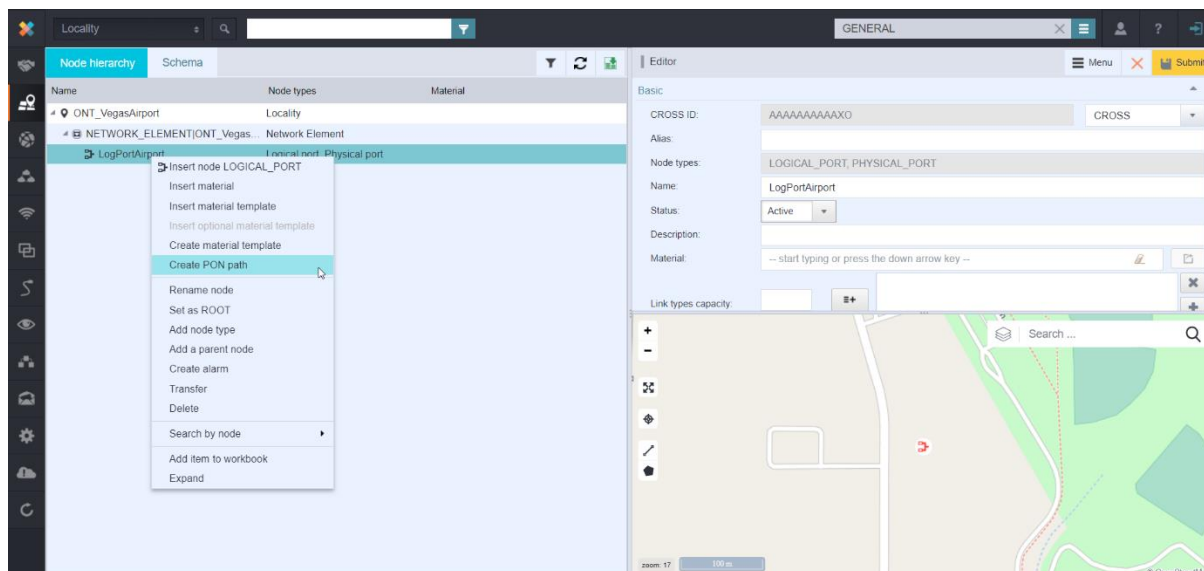 Locality
GENERAL
?
Node hierarchy
Schema
Name Node types Material
ONT_VegasAirport Locality
NETWORK_ELEMENT|ONT_Vegas... Network Element
LogPortAirport Logical port, Physical port
Insert node LOGICAL_PORT
Insert material
Insert material template
Insert optional material template
Create material template
Create PON path
Rename node
Set as ROOT
Add node type
Add a parent node
Create alarm
Transfer
Delete
Search by node
Add item to workbook
Expand
Editor Menu Submit
Basic
CROSS ID: AAAAAAAAAAXO CROSS
Alias:
Node types: LOGICAL_PORT, PHYSICAL_PORT
Name: LogPortAirport
Status: Active
Description:
Material: -- start typing or press the down arrow key --
Link types capacity:
Search ...
zoom: 17 100 m